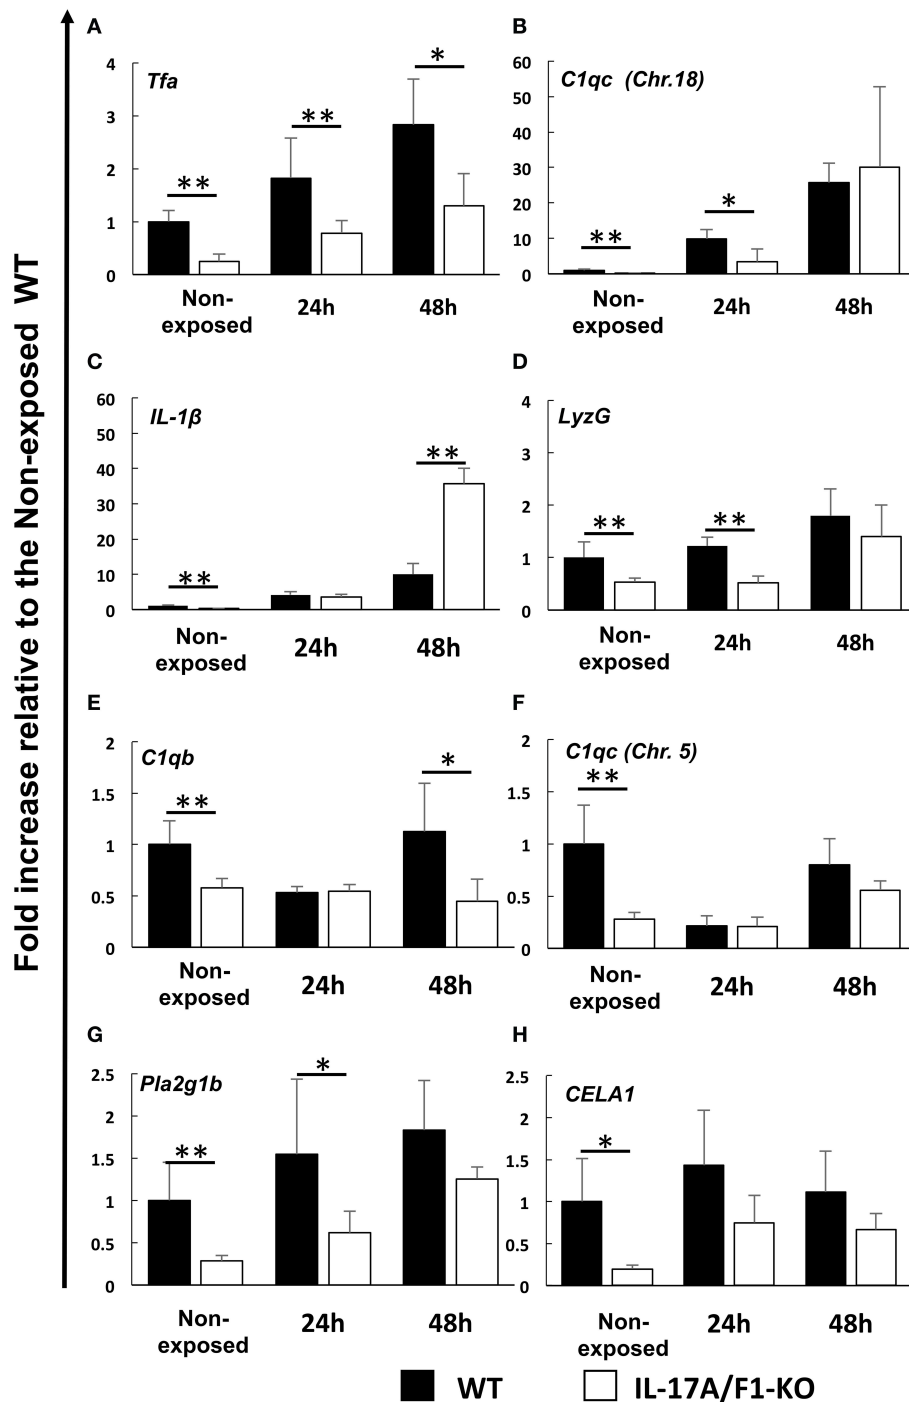 Fold increase relative to the Non-exposed WT
A
Tfa
4
3
2
1
0
**
**
*
Non-
exposed
24h
48h
B
C1qc (Chr.18)
60
50
40
30
20
10
0
**
*
Non-
exposed
24h
48h
C
IL-1β
60
50
40
30
20
10
0
**
**
Non-
exposed
24h
48h
D
LyzG
4
3
2
1
0
**
**
Non-
exposed
24h
48h
E
C1qb
2
1.5
1
0.5
0
**
*
Non-
exposed
24h
48h
F
C1qc (Chr. 5)
2
1.5
1
0.5
0
**
Non-
exposed
24h
48h
G
Pla2g1b
2.5
2
1.5
1
0.5
0
**
*
Non-
exposed
24h
48h
H
CELA1
2.5
2
1.5
1
0.5
0
*
Non-
exposed
24h
48h
WT
IL-17A/F1-KO